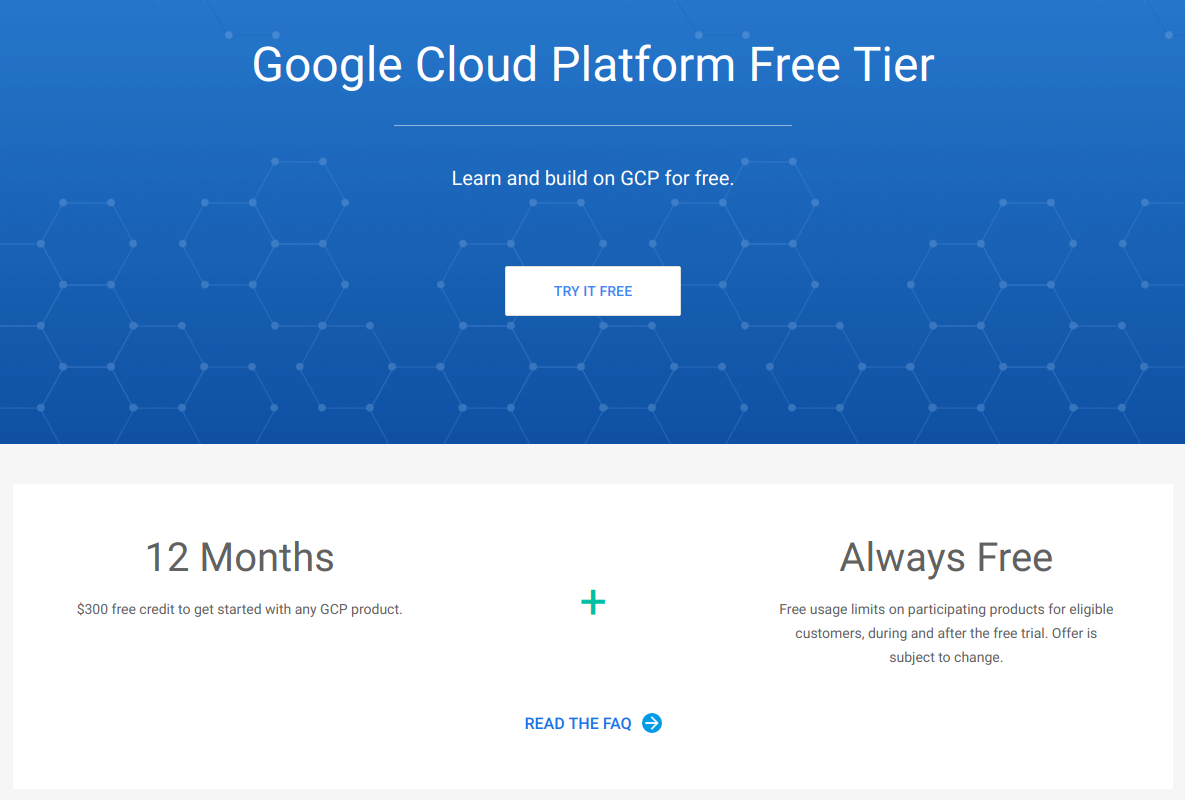 Google Cloud Platform Free Tier
Learn and build on GCP for free.
TRY IT FREE
12 Months
$300 free credit to get started with any GCP product.
+
Always Free
Free usage limits on participating products for eligible
customers, during and after the free trial. Offer is
subject to change.
READ THE FAQ